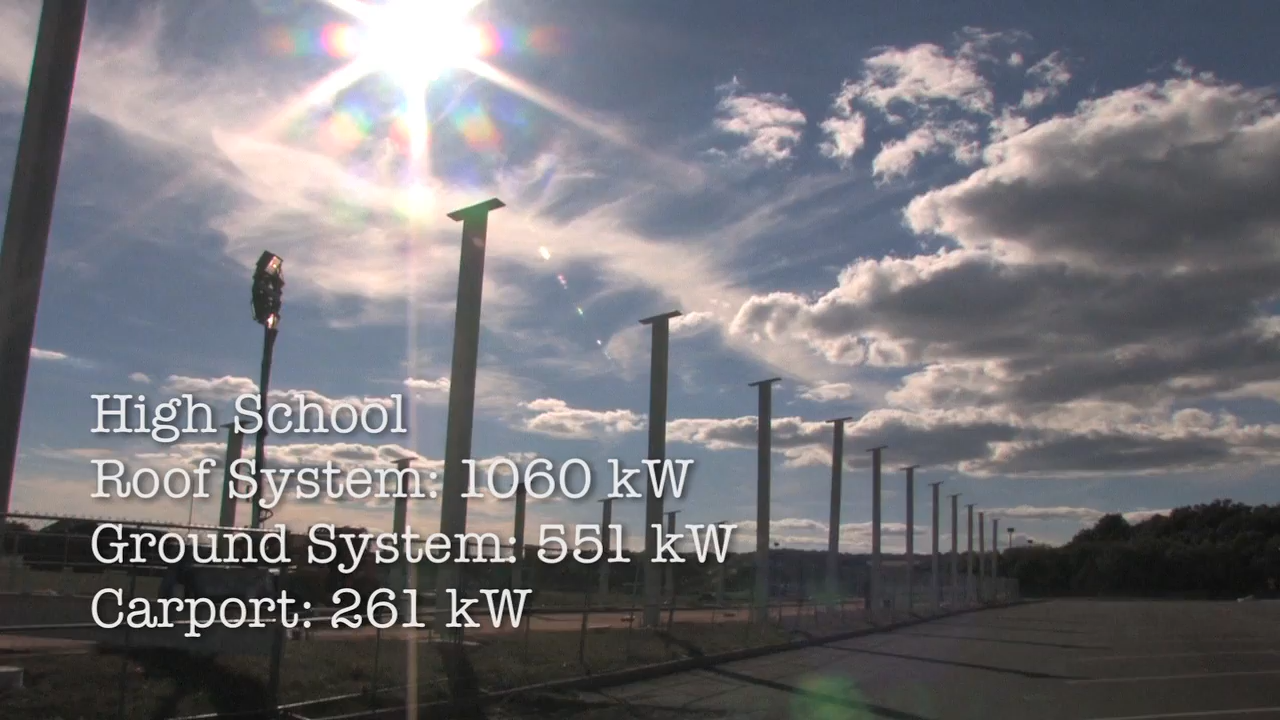 High School
Roof System: 1060 kW
Ground System: 551 kW
Carport: 261 kW